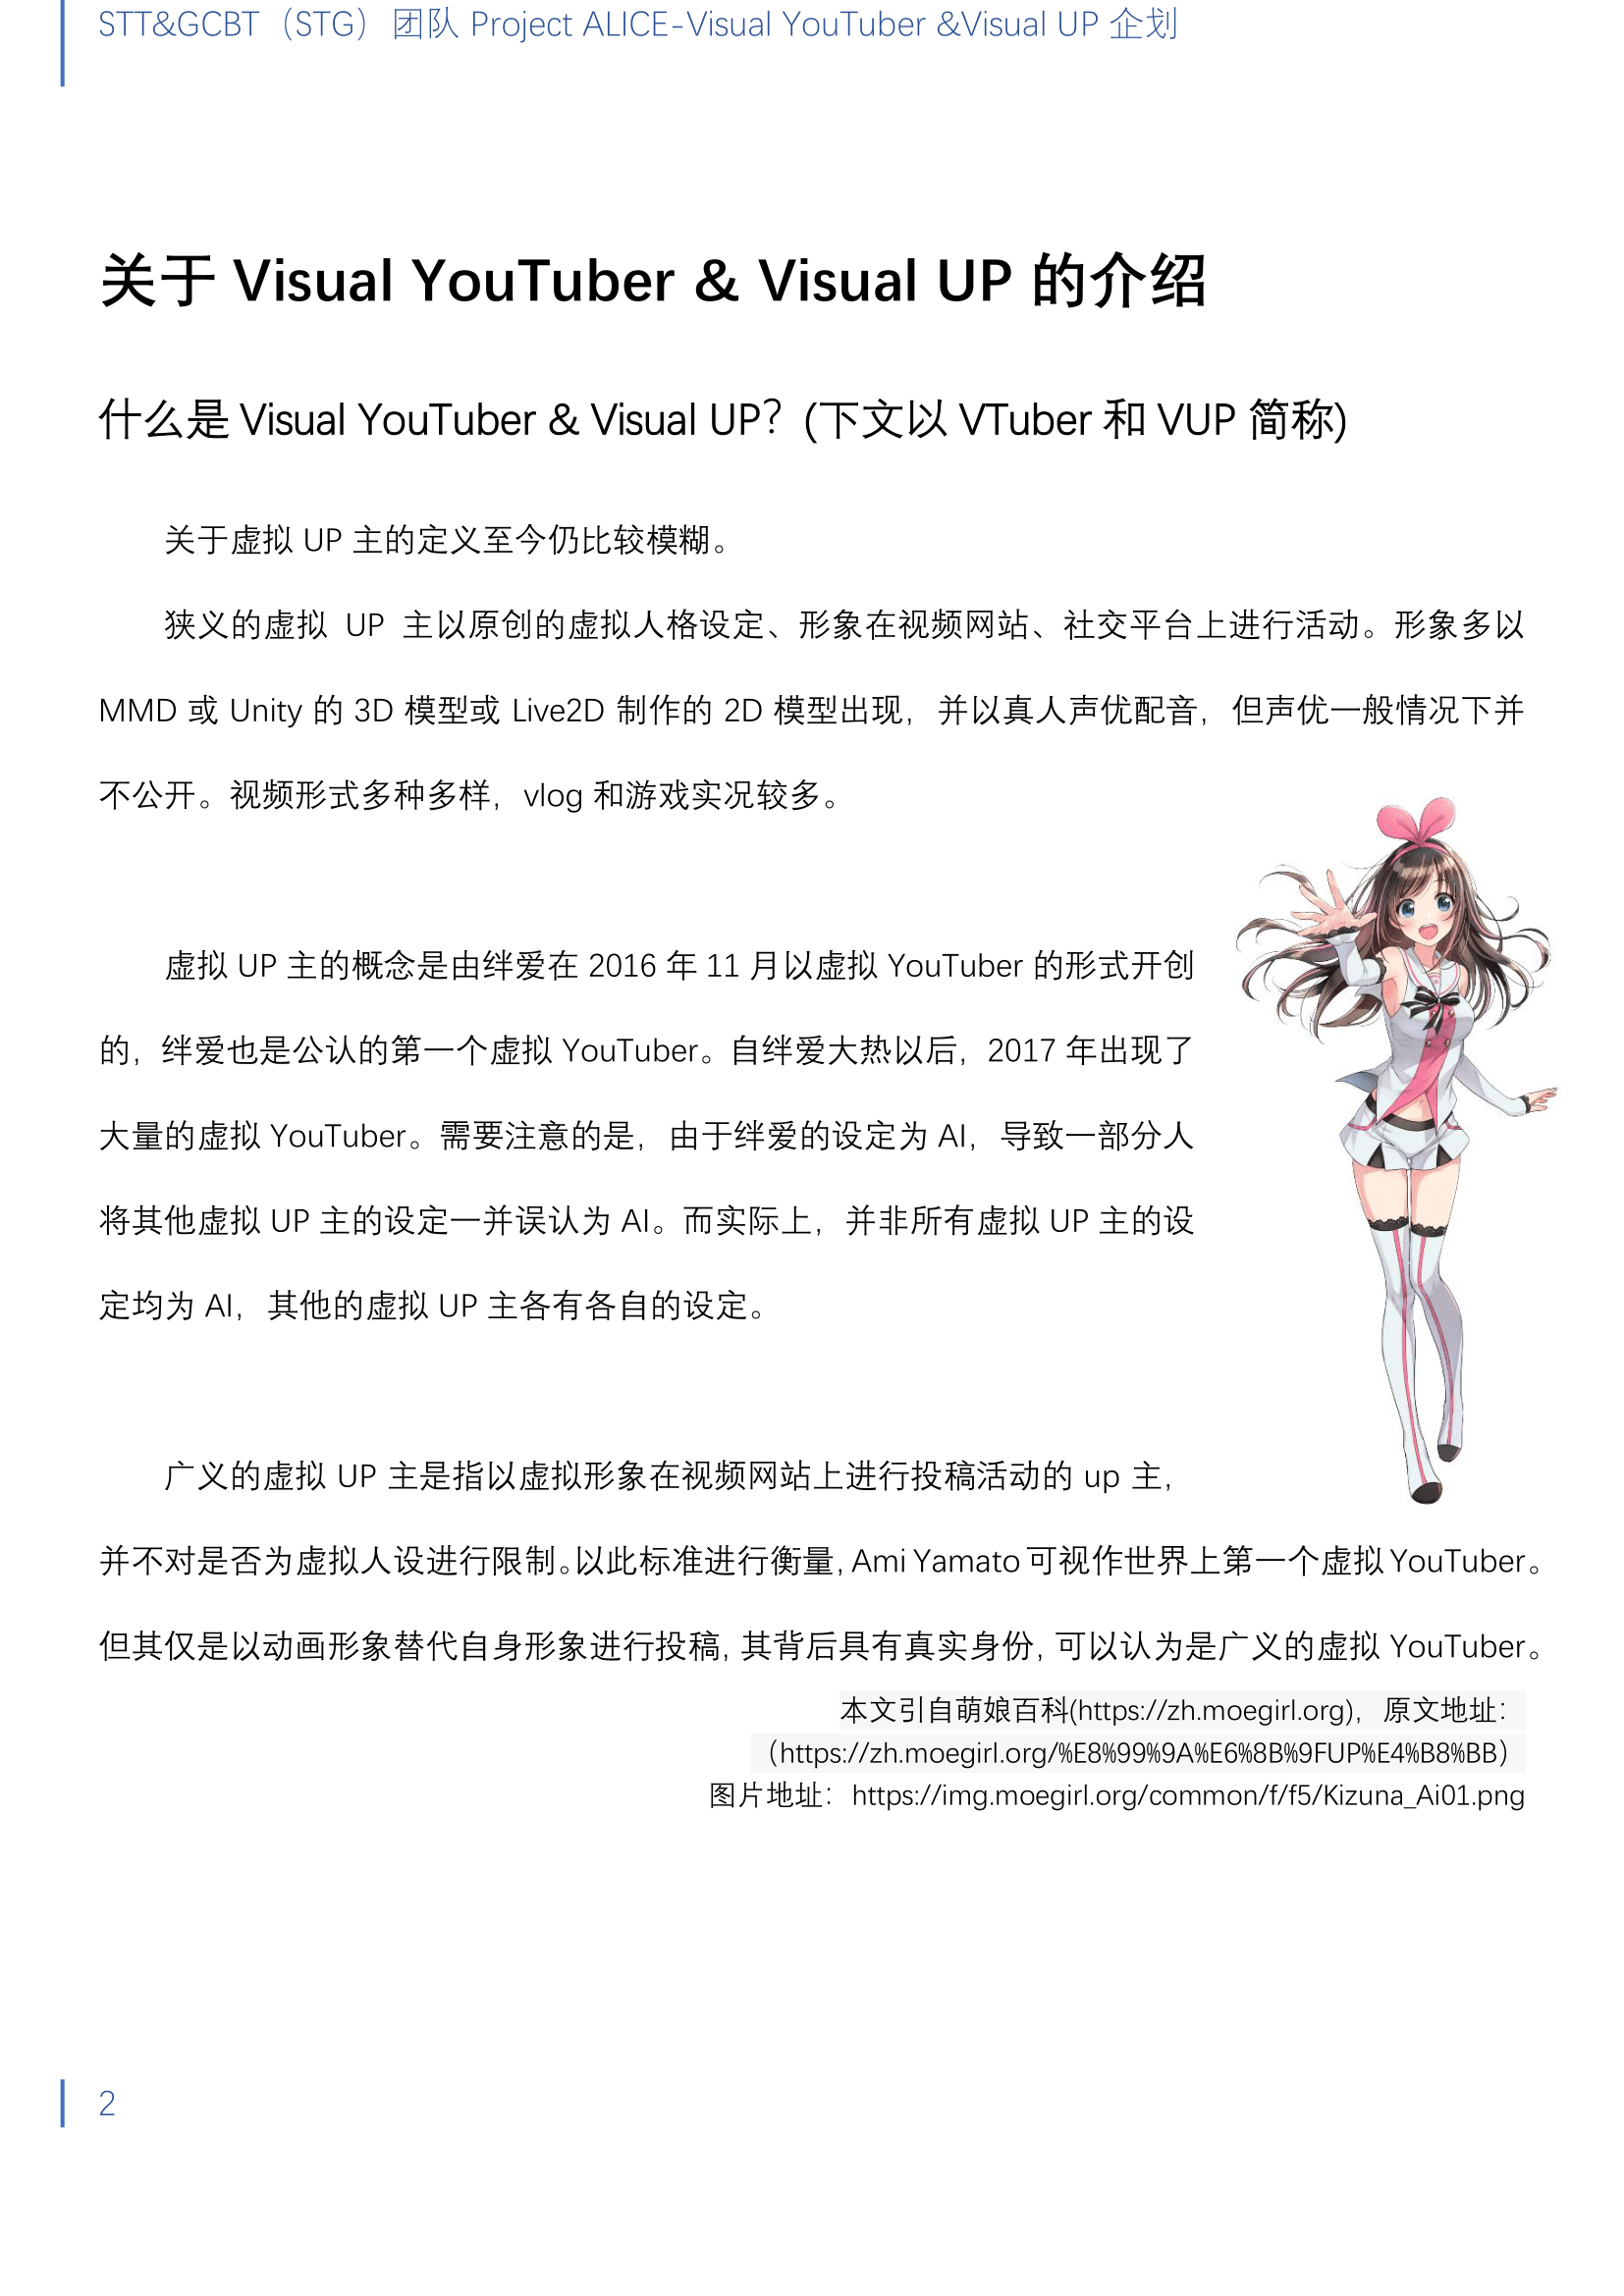 STT&GCBT（STG）团队 Project ALICE-Visual YouTuber &Visual UP 企划
关于 Visual YouTuber & Visual UP 的介绍
什么是 Visual YouTuber & Visual UP？(下文以 VTuber 和 VUP 简称)
关于虚拟 UP 主的定义至今仍比较模糊。
狭义的虚拟 UP 主以原创的虚拟人格设定、形象在视频网站、社交平台上进行活动。形象多以
MMD 或 Unity 的 3D 模型或 Live2D 制作的 2D 模型出现，并以真人声优配音，但声优一般情况下并
不公开。视频形式多种多样，vlog 和游戏实况较多。
虚拟 UP 主的概念是由绊爱在 2016 年 11 月以虚拟 YouTuber 的形式开创
的，绊爱也是公认的第一个虚拟 YouTuber。自绊爱大热以后，2017 年出现了
大量的虚拟 YouTuber。需要注意的是，由于绊爱的设定为 AI，导致一部分人
将其他虚拟 UP 主的设定一并误认为 AI。而实际上，并非所有虚拟 UP 主的设
定均为 AI，其他的虚拟 UP 主各有各自的设定。
广义的虚拟 UP 主是指以虚拟形象在视频网站上进行投稿活动的 up 主，
并不对是否为虚拟人设进行限制。以此标准进行衡量，Ami Yamato 可视作世界上第一个虚拟 YouTuber。
但其仅是以动画形象替代自身形象进行投稿，其背后具有真实身份，可以认为是广义的虚拟 YouTuber。
本文引自萌娘百科(https://zh.moegirl.org)，原文地址：
（https://zh.moegirl.org/%E8%99%9A%E6%8B%9FUP%E4%B8%BB）
图片地址：https://img.moegirl.org/common/f/f5/Kizuna_Ai01.png
2